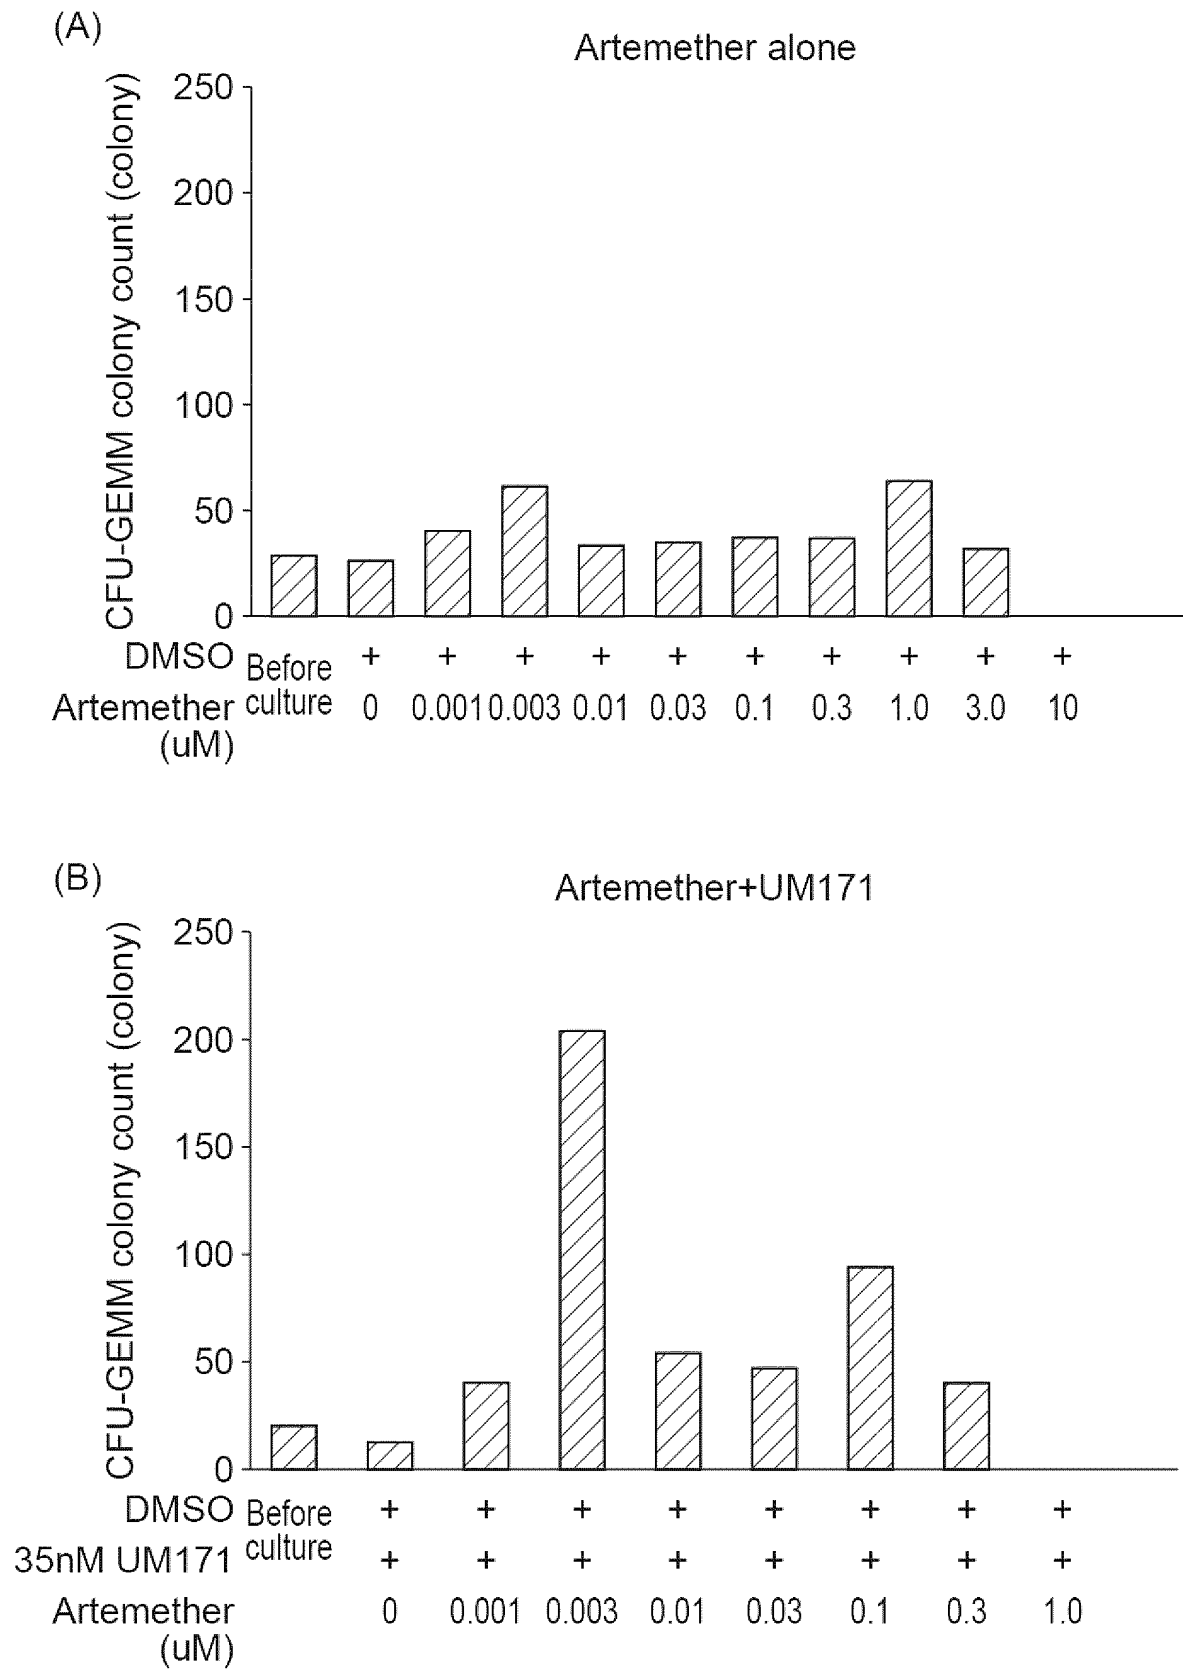 (A)
Artemether alone
CFU-GEMM colony count (colony)
250
200
150
100
50
0
DMSO Before culture + + + + + + + + + +
Artemether (uM) 0 0.001 0.003 0.01 0.03 0.1 0.3 1.0 3.0 10
(B)
Artemether+UM171
CFU-GEMM colony count (colony)
250
200
150
100
50
0
DMSO Before culture + + + + + + + +
35nM UM171 + + + + + + + +
Artemether (uM) 0 0.001 0.003 0.01 0.03 0.1 0.3 1.0